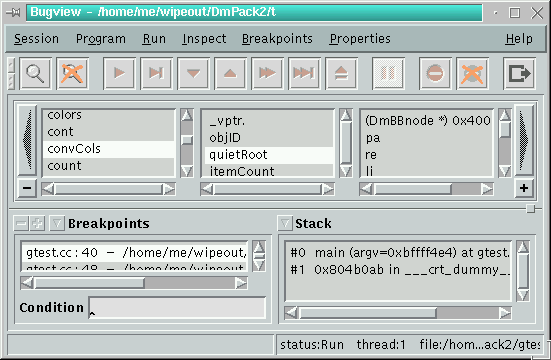 Bugview - /home/me/wipeout/DmPack2/t
Session Program Run Inspect Breakpoints Properties Help
colors
cont
convCols
count
_vptr.
objID
quietRoot
itemCount
(DmBBnode *) 0x400
pa
re
li
Breakpoints
gtest.cc:40 - /home/me/wipeout,
gtest.cc:48 - /home/me/wipeout,
Condition
Stack
#0 main (argv=0xbffff4e4) at gtest.
#1 0x804b0ab in ___crt_dummy__
status:Run thread:1 file:/hom...ack2/gtes